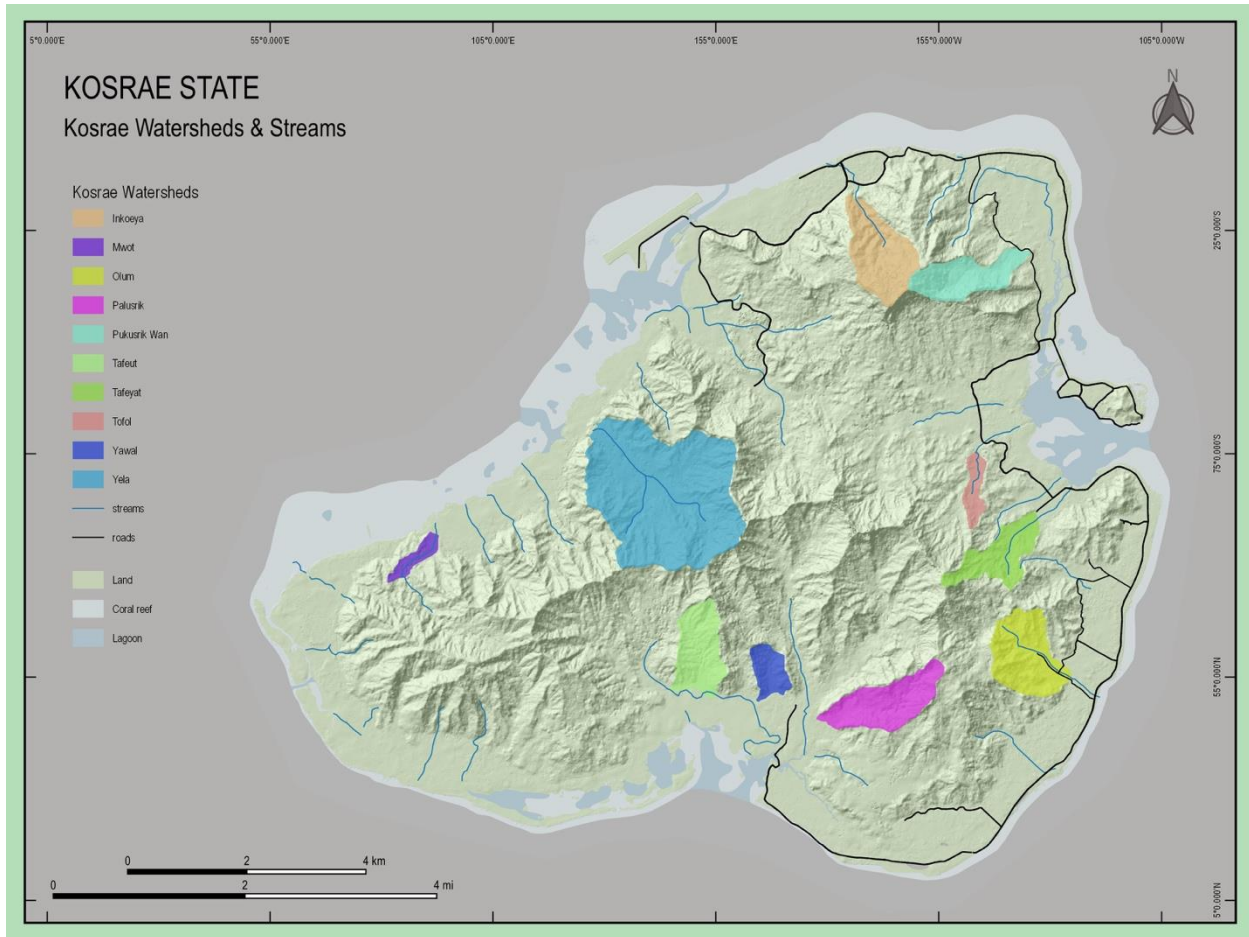 5°0.000'E 55°0.000'E 105°0.000'E 155°0.000'E 155°0.000'W 105°0.000'W
KOSRAE STATE
Kosrae Watersheds & Streams
N
Kosrae Watersheds
Inkoeya
Mwot
Olum
Palusrik
Pukusrik Wan
Tafeut
Tafeyat
Tofol
Yawal
Yela
streams
roads
Land
Coral reef
Lagoon
25°0.000'S
75°0.000'S
55°0.000'N
5°0.000'N
0 2 4 km
0 2 4 mi